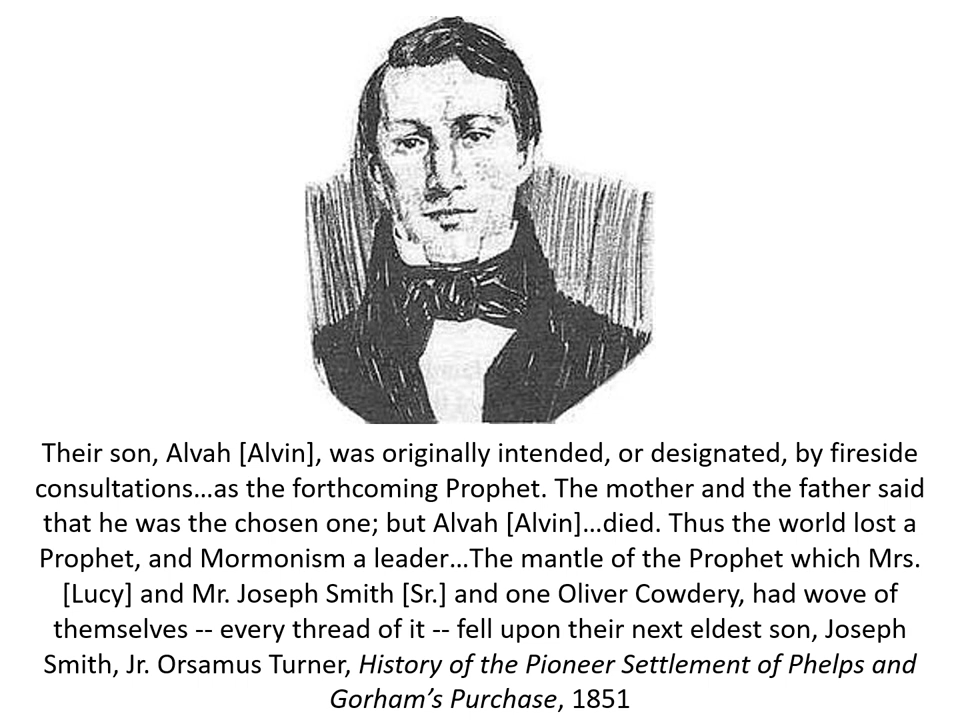 Their son, Alvah [Alvin], was originally intended, or designated, by fireside
consultations…as the forthcoming Prophet. The mother and the father said
that he was the chosen one; but Alvah [Alvin]…died. Thus the world lost a
Prophet, and Mormonism a leader…The mantle of the Prophet which Mrs.
[Lucy] and Mr. Joseph Smith [Sr.] and one Oliver Cowdery, had wove of
themselves -- every thread of it -- fell upon their next eldest son, Joseph
Smith, Jr. Orsamus Turner, History of the Pioneer Settlement of Phelps and
Gorham’s Purchase, 1851